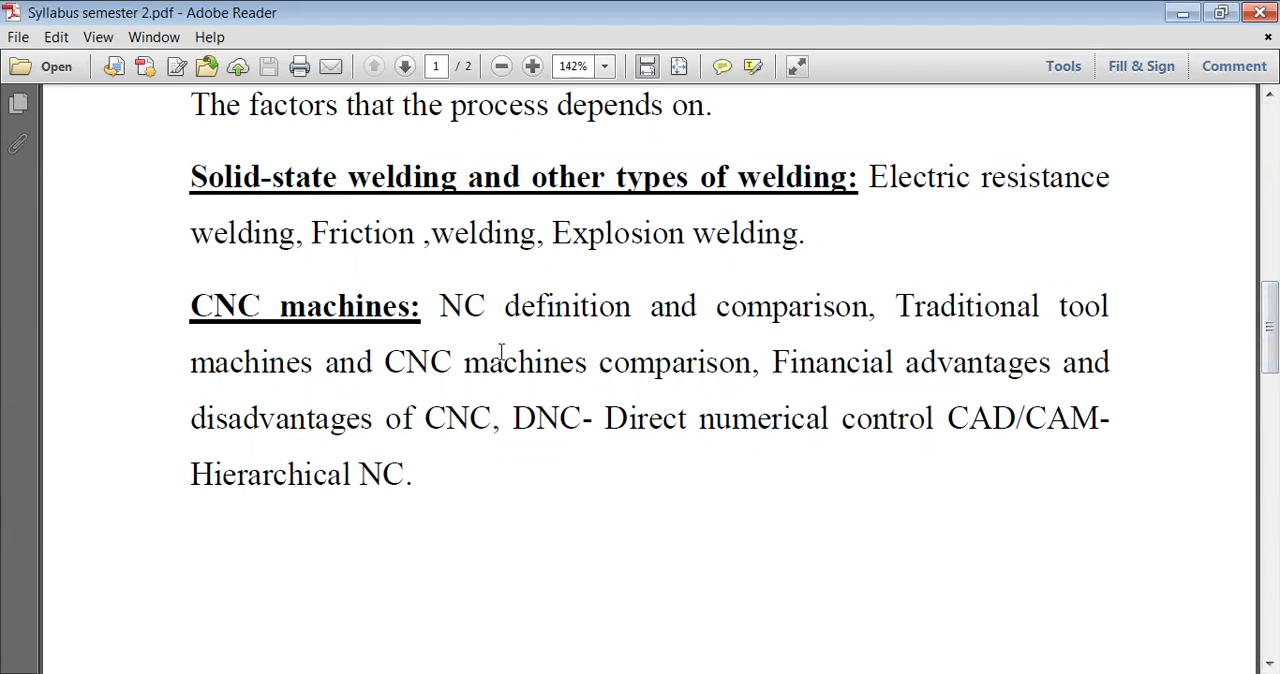 Syllabus semester 2.pdf - Adobe Reader
File Edit View Window Help
Open 1 / 2 142% Tools Fill & Sign Comment
The factors that the process depends on.
Solid-state welding and other types of welding: Electric resistance
welding, Friction ,welding, Explosion welding.
CNC machines: NC definition and comparison, Traditional tool
machines and CNC machines comparison, Financial advantages and
disadvantages of CNC, DNC- Direct numerical control CAD/CAM-
Hierarchical NC.